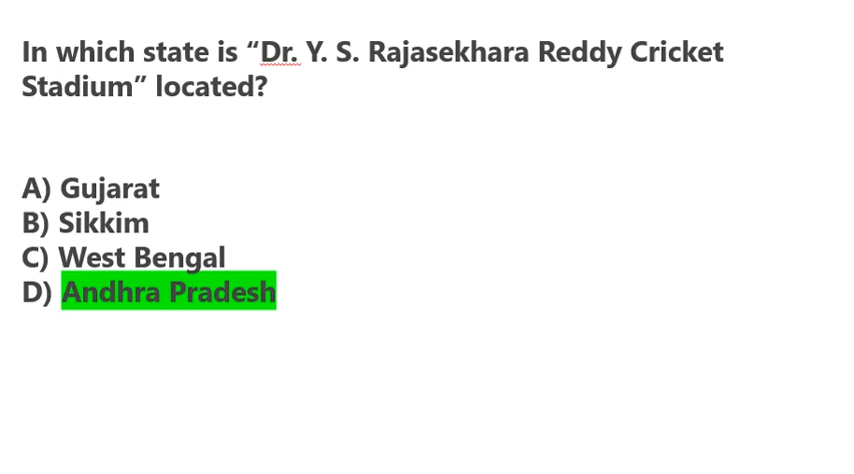 In which state is “Dr. Y. S. Rajasekhara Reddy Cricket
Stadium” located?
A) Gujarat
B) Sikkim
C) West Bengal
D) Andhra Pradesh